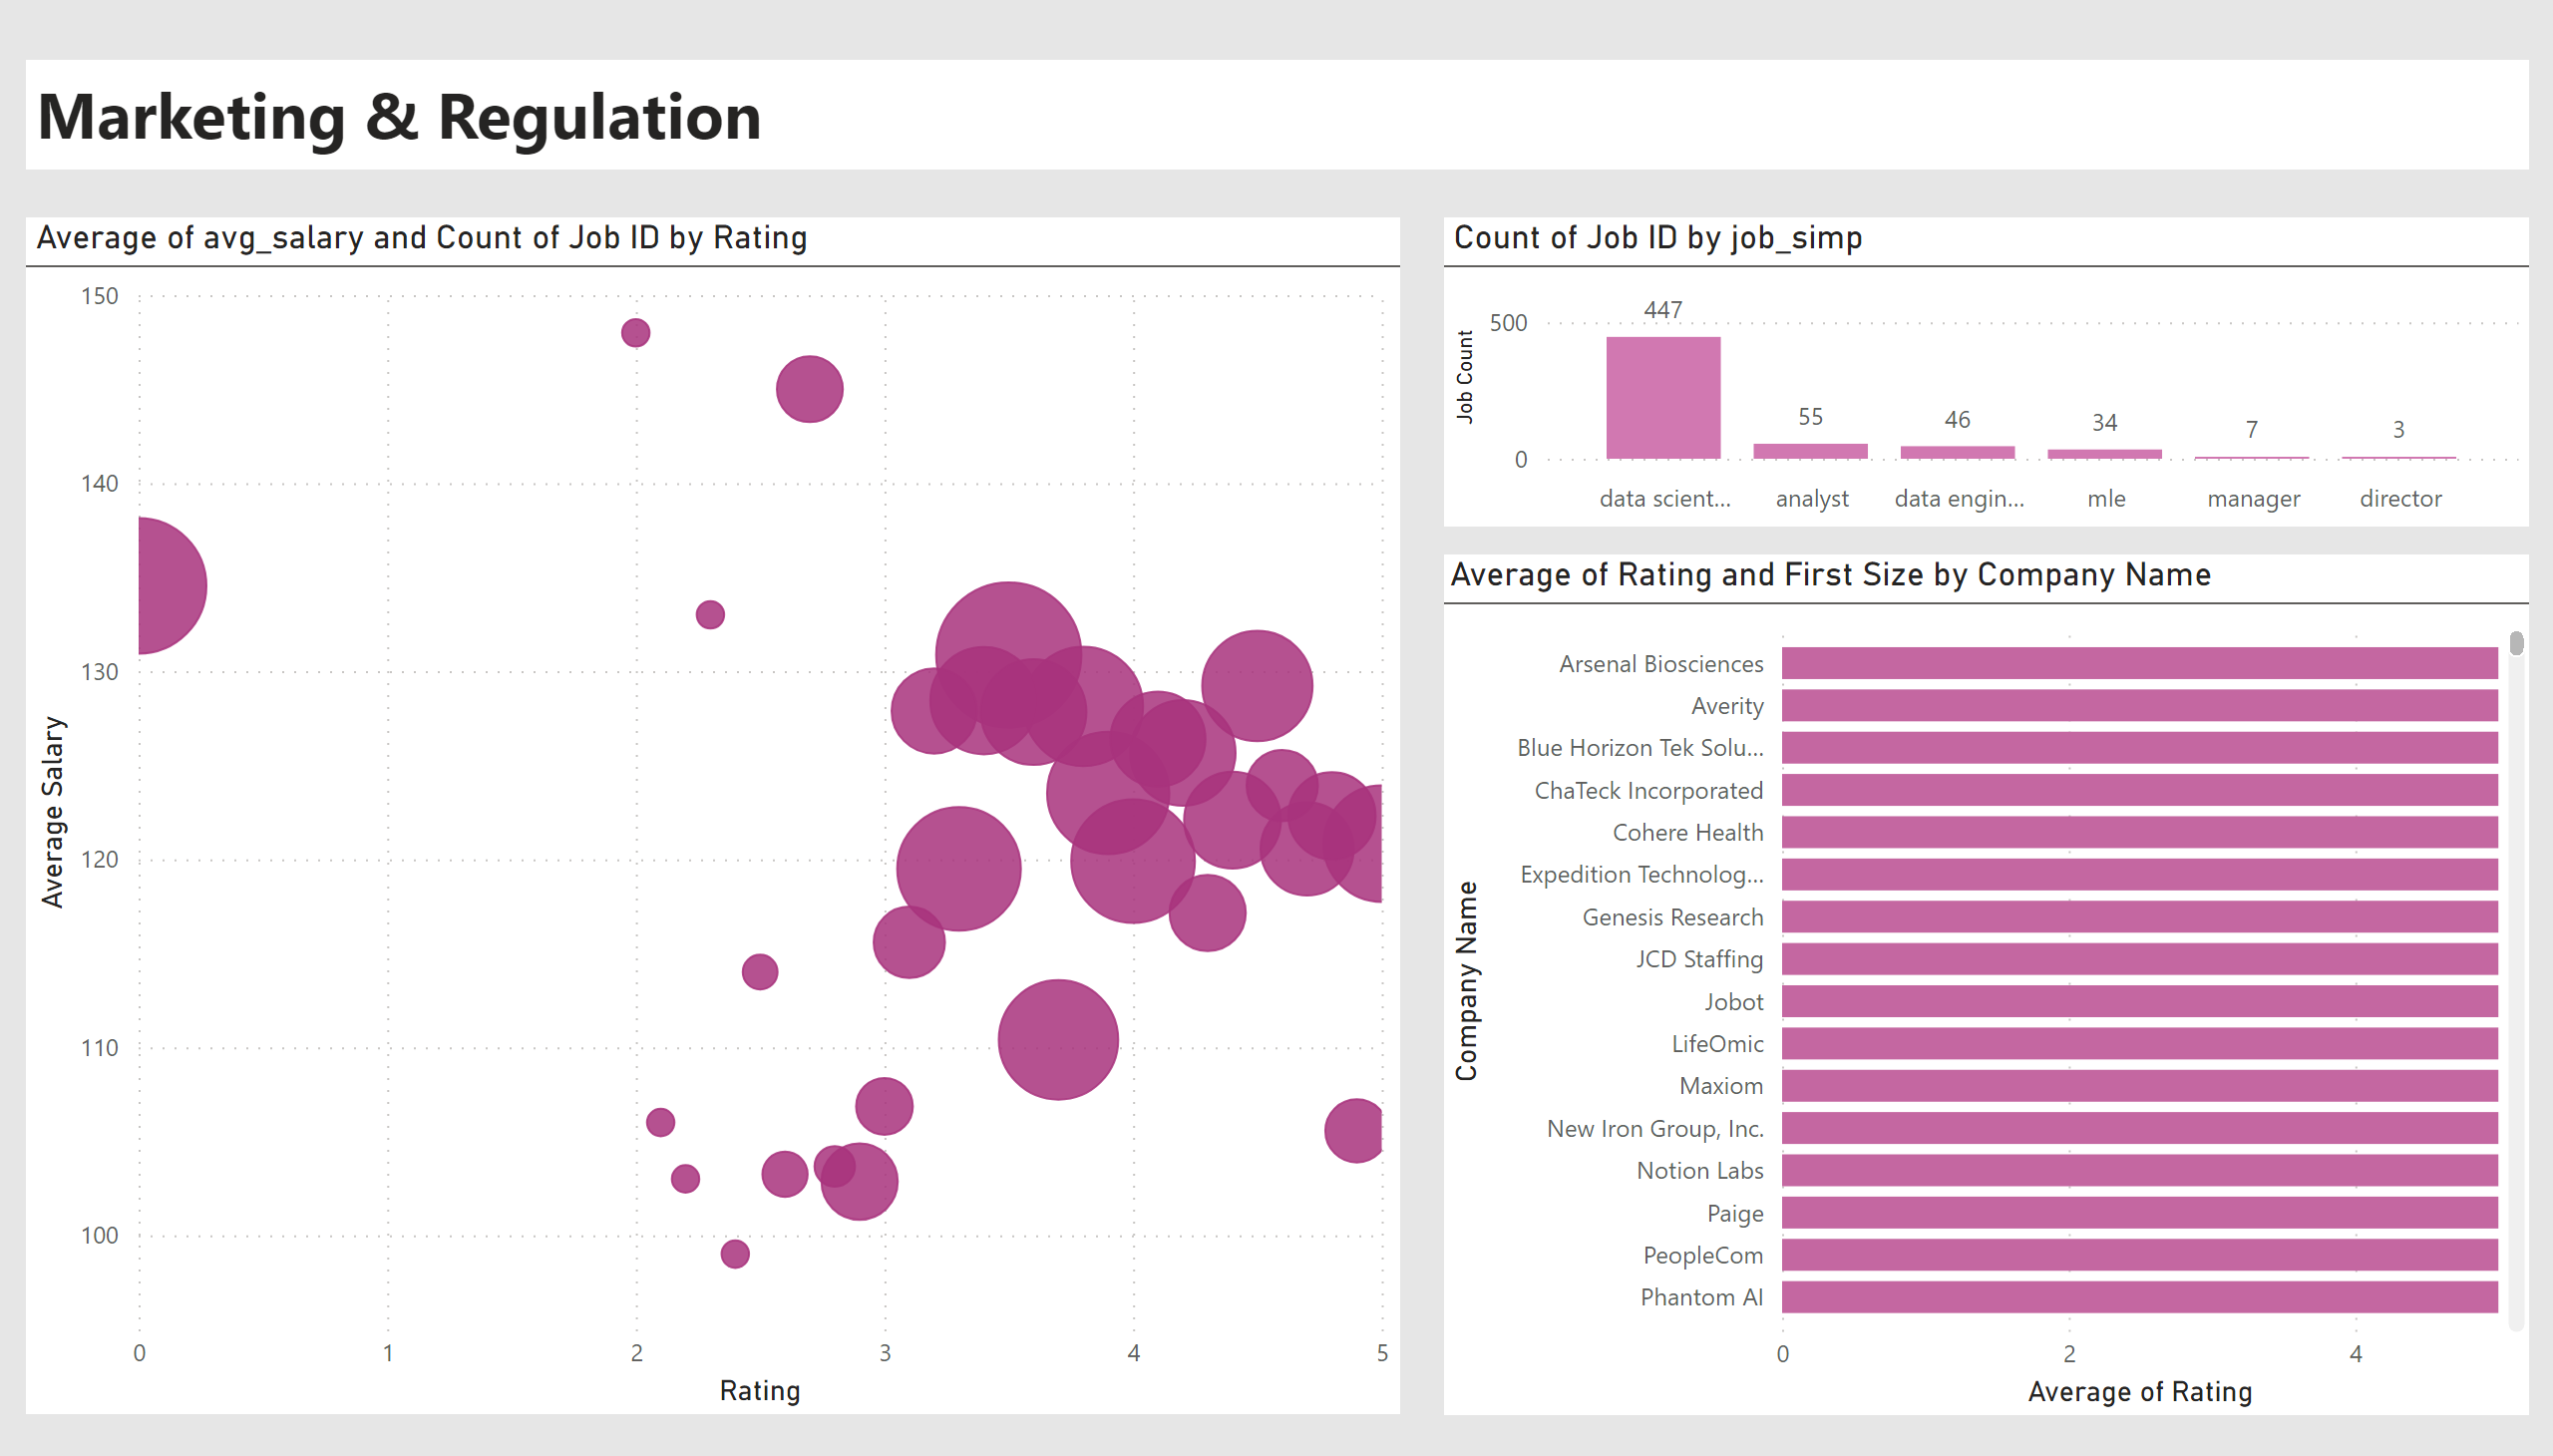 Marketing & Regulation
Average of avg_salary and Count of Job ID by Rating
150
140
130
120
110
100
Average Salary
0 1 2 3 4 5
Rating
Count of Job ID by job_simp
Job Count
500
0
447 55 46 34 7 3
data scient... analyst data engin... mle manager director
Average of Rating and First Size by Company Name
Company Name
Arsenal Biosciences
Averity
Blue Horizon Tek Solu...
ChaTeck Incorporated
Cohere Health
Expedition Technolog...
Genesis Research
JCD Staffing
Jobot
LifeOmic
Maxiom
New Iron Group, Inc.
Notion Labs
Paige
PeopleCom
Phantom AI
0 2 4
Average of Rating